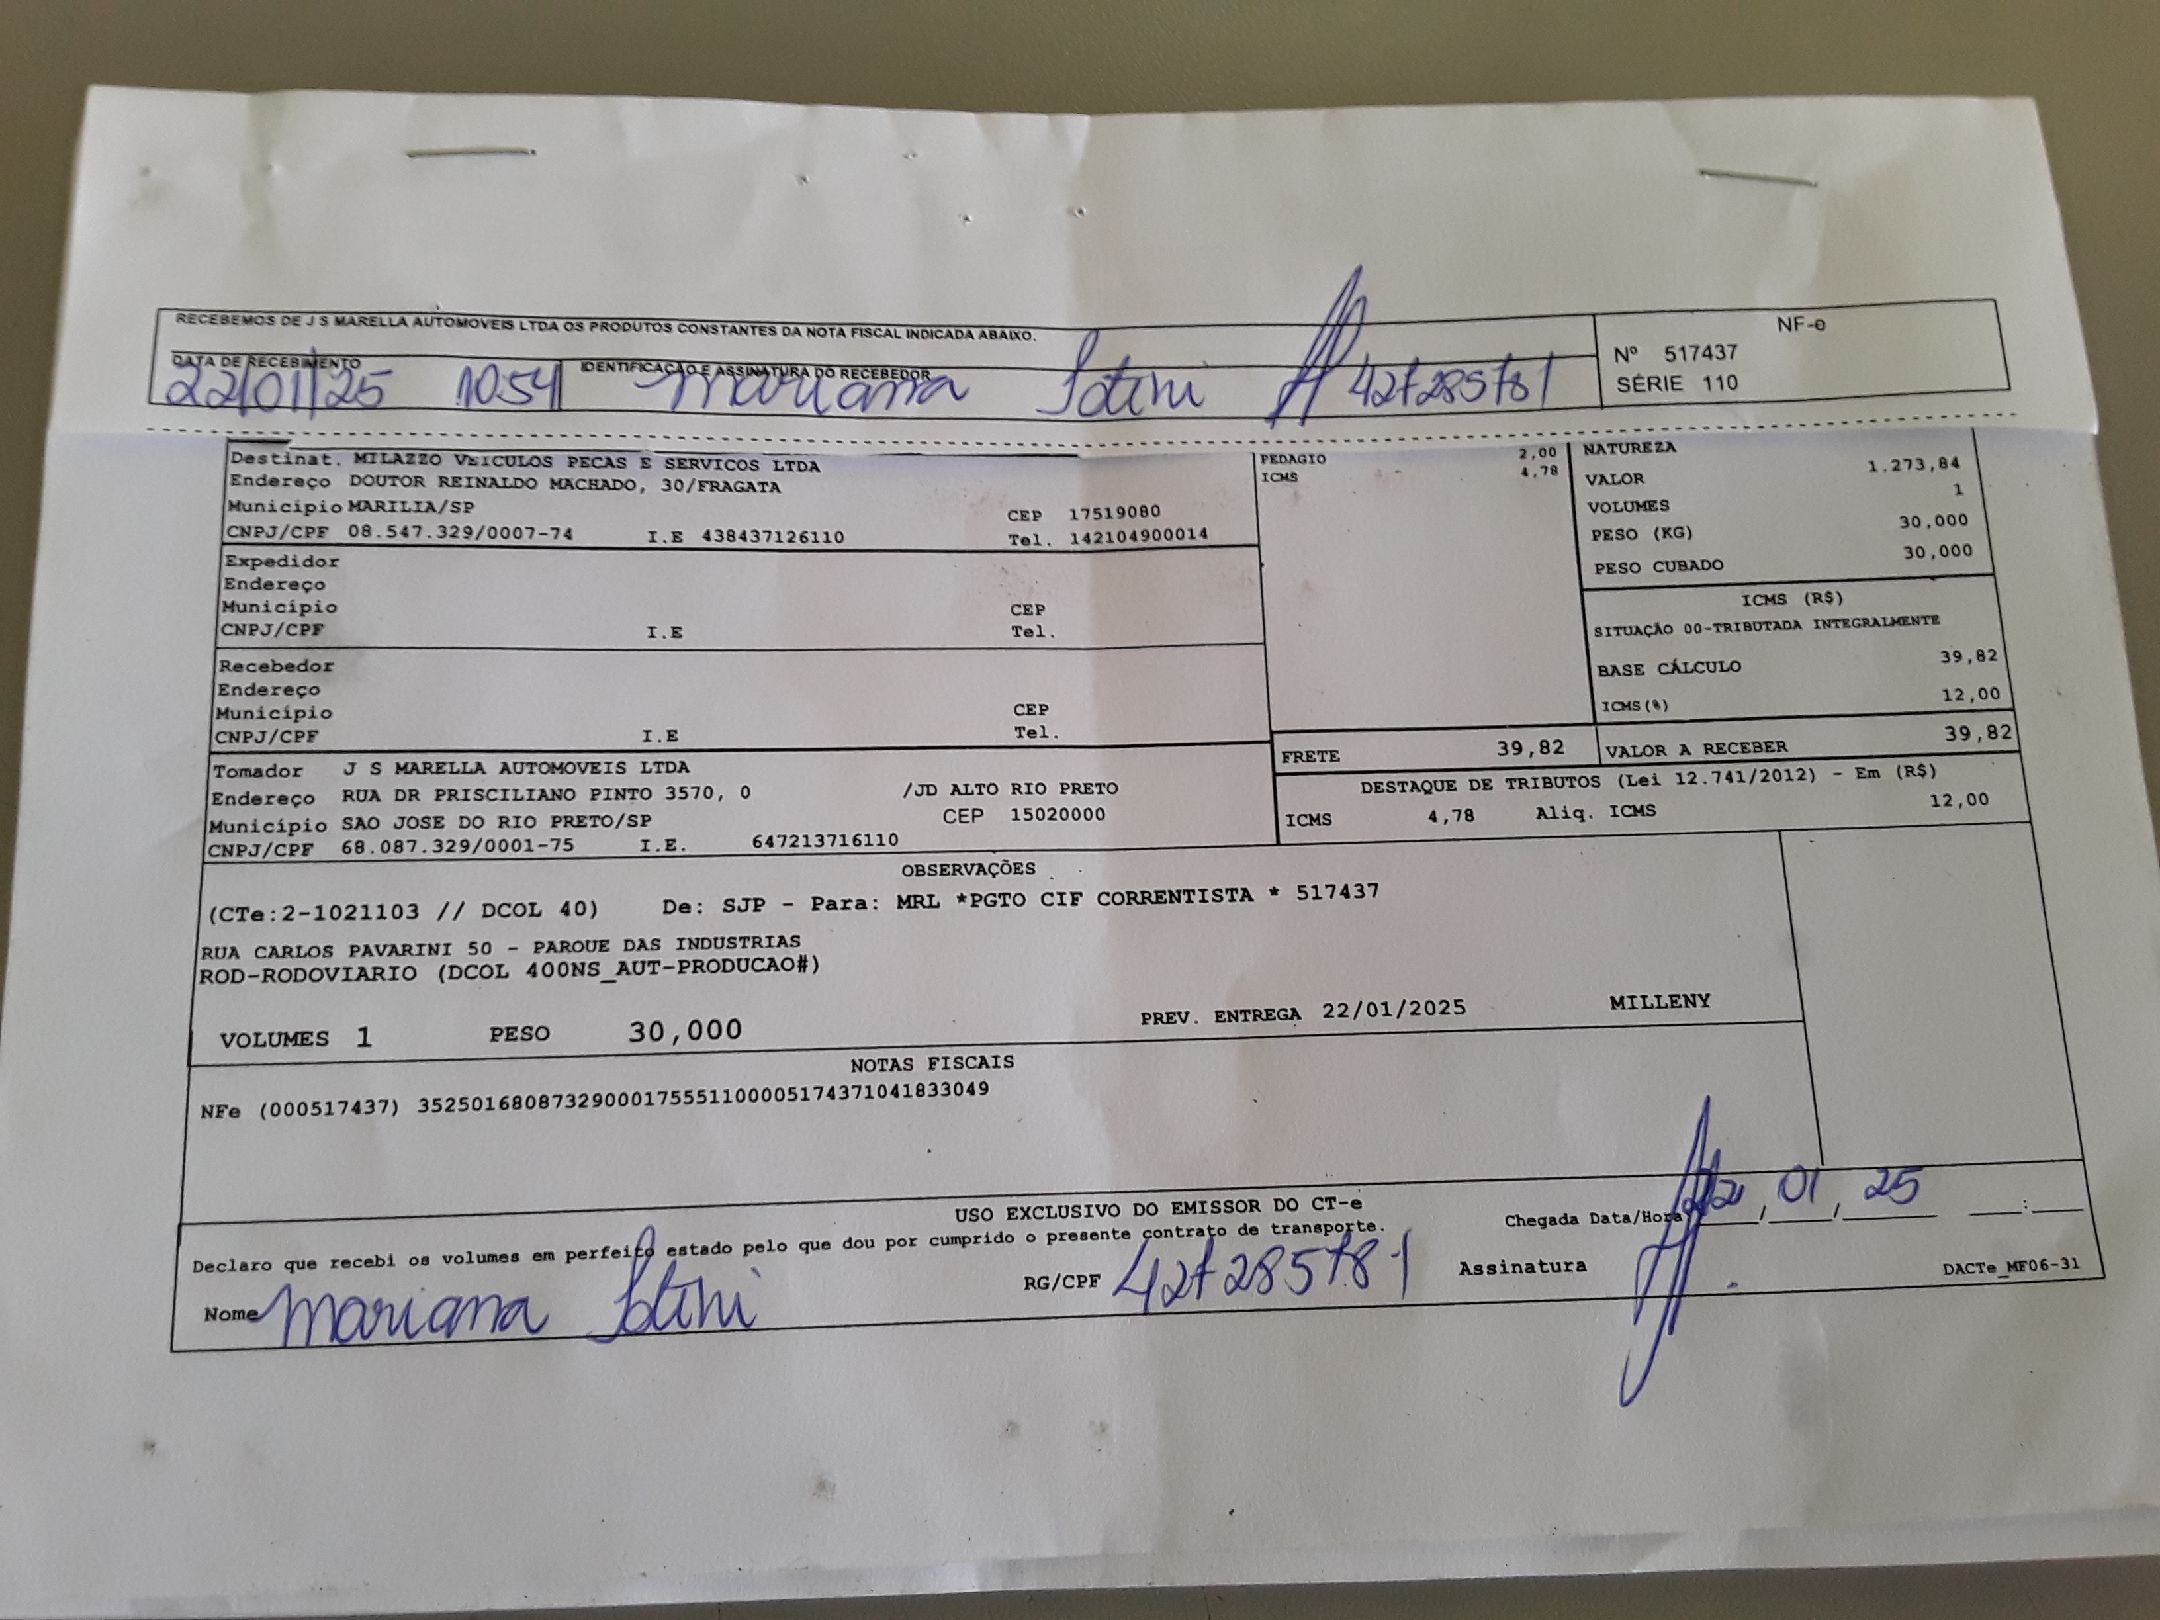 RECEBEMOS DE J S MARELLA AUTOMOVEIS LTDA OS PRODUTOS CONSTANTES DA NOTA FISCAL INDICADA ABAIXO.
NF-e
DATA DE RECEBIMENTO IDENTIFICAÇÃO E ASSINATURA DO RECEBEDOR
Nº 517437
22/01/25 1054 mariana 427285781
SÉRIE 110
Destinat. MILAZZO VEICULOS PECAS E SERVICOS LTDA
Endereço DOUTOR REINALDO MACHADO, 30/FRAGATA
Município MARILIA/SP CEP 17519080
CNPJ/CPF 08.547.329/0007-74 I.E 438437126110 Tel. 142104900014
PEDAGIO 2,00
ICMS 4,78
NATUREZA
VALOR 1.273,84
VOLUMES 1
PESO (KG) 30,000
PESO CUBADO 30,000
Expedidor
Endereço
Município CEP
CNPJ/CPF I.E Tel.
ICMS (R$)
SITUAÇÃO 00-TRIBUTADA INTEGRALMENTE
BASE CÁLCULO 39,82
ICMS(%) 12,00
Recebedor
Endereço
Município CEP
CNPJ/CPF I.E Tel.
FRETE 39,82 VALOR A RECEBER 39,82
Tomador J S MARELLA AUTOMOVEIS LTDA
Endereço RUA DR PRISCILIANO PINTO 3570, 0 /JD ALTO RIO PRETO
Município SAO JOSE DO RIO PRETO/SP CEP 15020000
CNPJ/CPF 68.087.329/0001-75 I.E. 647213716110
DESTAQUE DE TRIBUTOS (Lei 12.741/2012) - Em (R$)
ICMS 4,78 Aliq. ICMS 12,00
OBSERVAÇÕES
(CTe:2-1021103 // DCOL 40) De: SJP - Para: MRL *PGTO CIF CORRENTISTA * 517437
RUA CARLOS PAVARINI 50 - PARQUE DAS INDUSTRIAS
ROD-RODOVIARIO (DCOL 400NS_AUT-PRODUCAO#)
VOLUMES 1 PESO 30,000 PREV. ENTREGA 22/01/2025 MILLENY
NOTAS FISCAIS
NFe (000517437) 35250168087329000175551100005174371041833049
USO EXCLUSIVO DO EMISSOR DO CT-e
Declaro que recebi os volumes em perfeito estado pelo que dou por cumprido o presente contrato de transporte.
Chegada Data/Hora 22/01/25 :
Nome mariana RG/CPF 427285781 Assinatura
DACTe_MF06-31